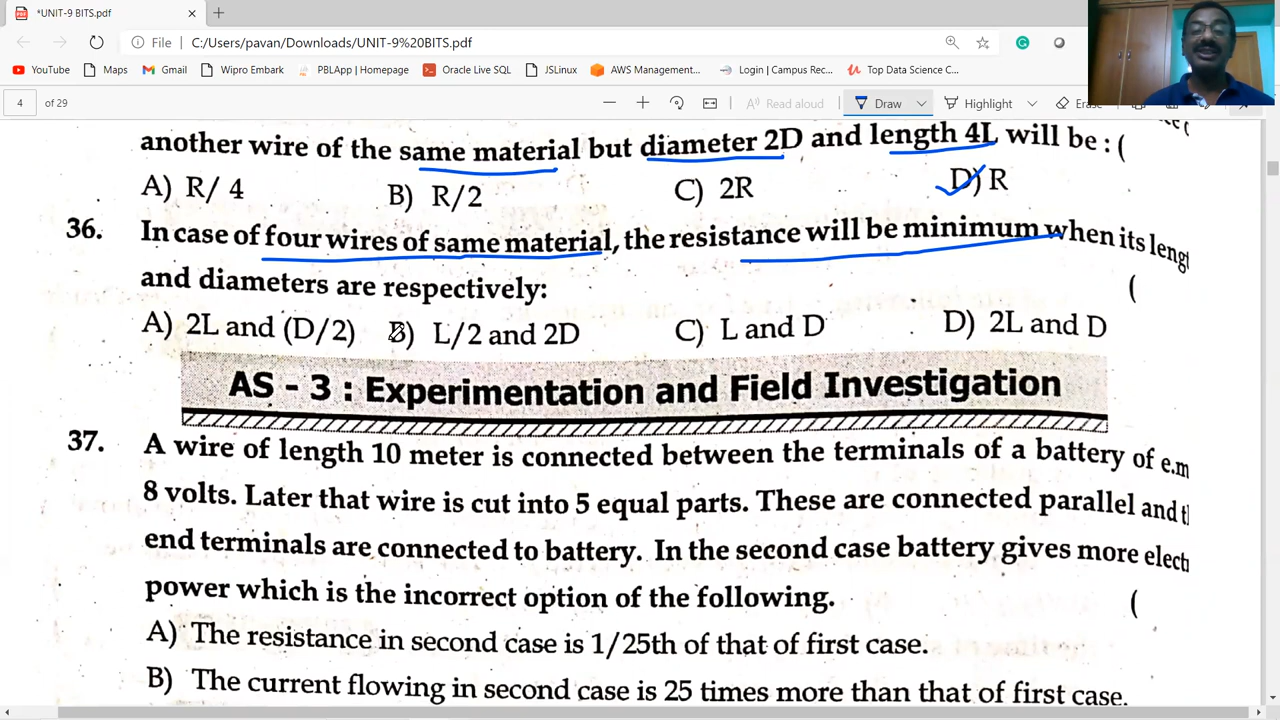 *UNIT-9 BITS.pdf
File C:/Users/pavan/Downloads/UNIT-9%20BITS.pdf
YouTube Maps Gmail Wipro Embark PBLApp | Homepage Oracle Live SQL JSLinux AWS Management... Login | Campus Rec... Top Data Science C...
4 of 29 Read aloud Draw Highlight
another wire of the same material but diameter 2D and length 4L will be : (
A) R/ 4 B) R/2 C) 2R D) R
36. In case of four wires of same material, the resistance will be minimum when its lengt
and diameters are respectively: (
A) 2L and (D/2) B) L/2 and 2D C) L and D D) 2L and D
AS - 3 : Experimentation and Field Investigation
37. A wire of length 10 meter is connected between the terminals of a battery of e.m
8 volts. Later that wire is cut into 5 equal parts. These are connected parallel and
end terminals are connected to battery. In the second case battery gives more elect
power which is the incorrect option of the following. (
A) The resistance in second case is 1/25th of that of first case.
B) The current flowing in second case is 25 times more than that of first case.